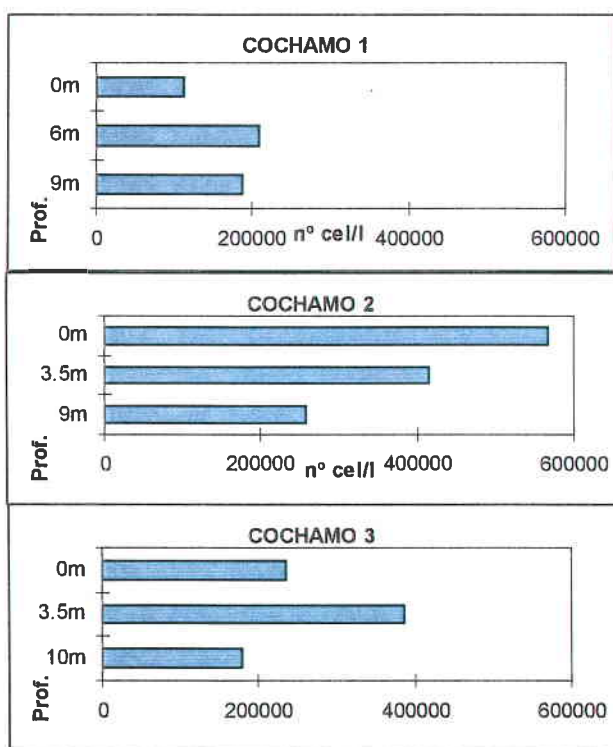 COCHAMO 1
0m
6m
9m
Prof.
0 200000 400000 600000
nº cel/l
COCHAMO 2
0m
3.5m
9m
Prof.
0 200000 400000 600000
nº cel/l
COCHAMO 3
0m
3.5m
10m
Prof.
0 200000 400000 600000